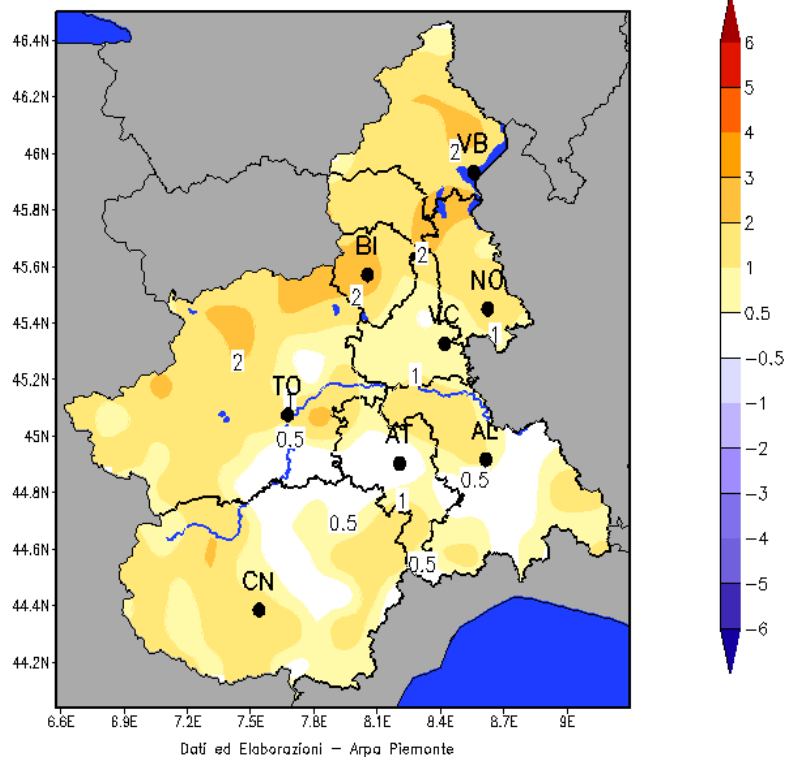 46.4N
46.2N
46N
45.8N
45.6N
45.4N
45.2N
45N
44.8N
44.6N
44.4N
44.2N
6.6E 6.9E 7.2E 7.5E 7.8E 8.1E 8.4E 8.7E 9E
VB
2
BI
2
2
NO
VC
1
2
1
TO
1
0.5
AT
AL
0.5
1
0.5
0.5
CN
6
5
4
3
2
1
0.5
-0.5
-1
-2
-3
-4
-5
-6
Dati ed Elaborazioni – Arpa Piemonte